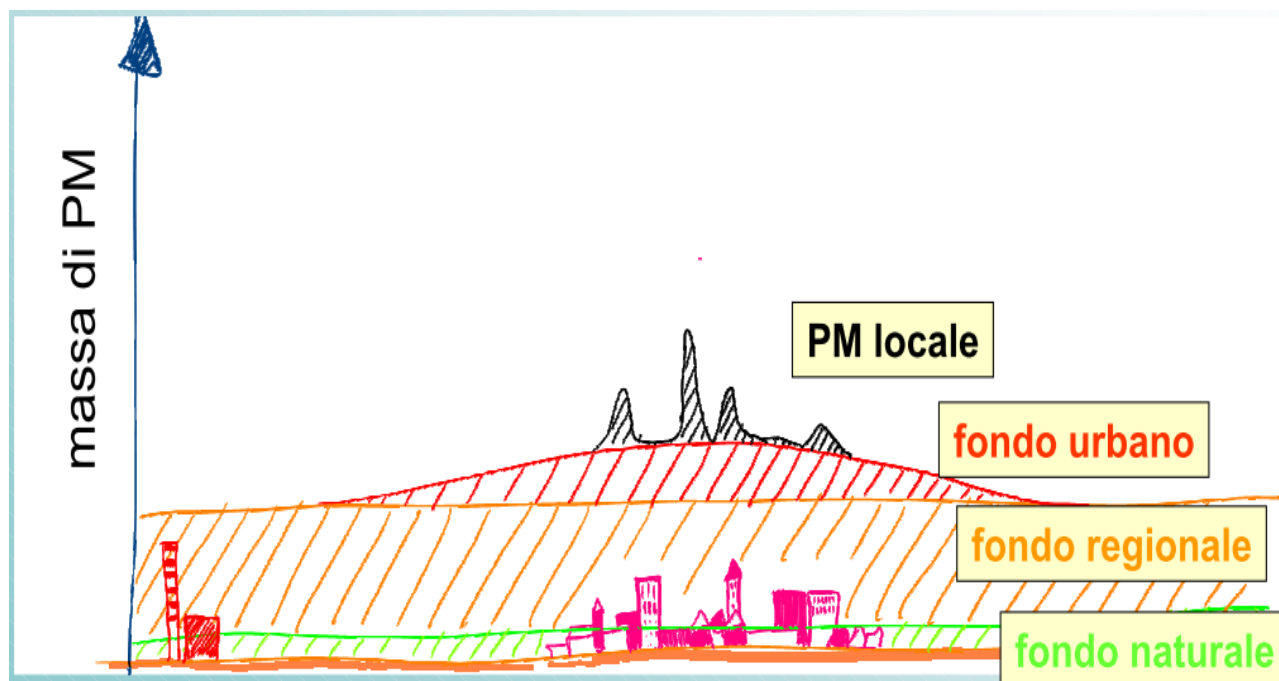 massa di PM
PM locale
fondo urbano
fondo regionale
fondo naturale